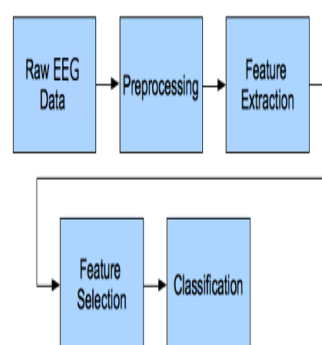 Raw EEG
Data
Preprocessing
Feature
Extraction
Feature
Selection
Classification